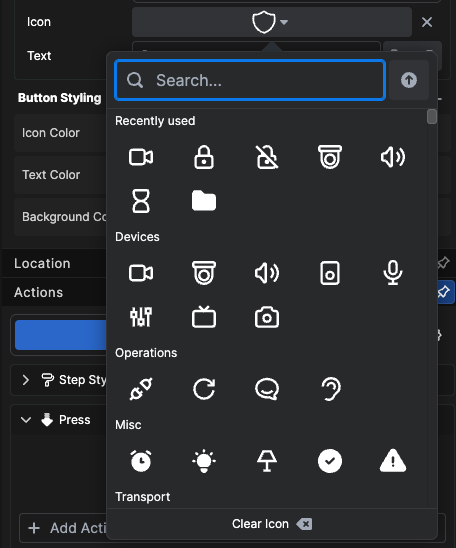 Icon
Text
Search...
Recently used
Button Styling
Icon Color
Text Color
Background Co
Devices
Location
Actions
Operations
Step Sty
Press
Misc
Transport
Add Acti
Clear Icon